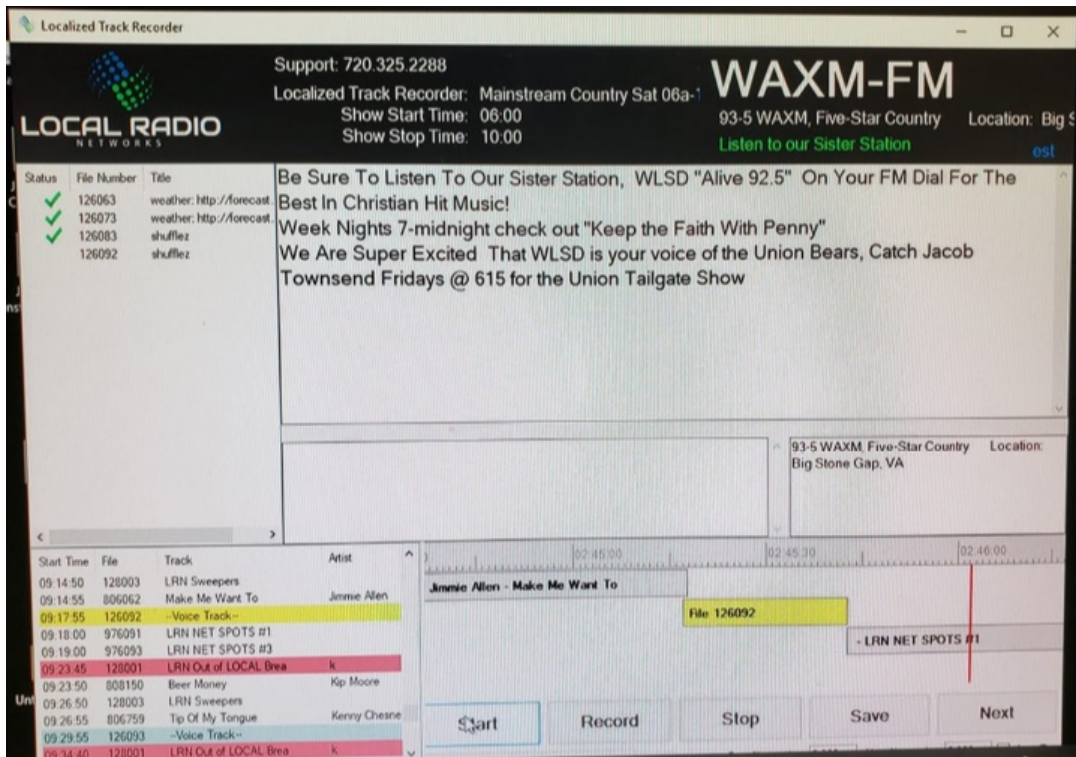 Localized Track Recorder
LOCAL RADIO
NETWORKS
Support: 720.325.2288
Localized Track Recorder: Mainstream Country Sat 06a-1
Show Start Time: 06:00
Show Stop Time: 10:00
WAXM-FM
93-5 WAXM, Five-Star Country Location: Big S
Listen to our Sister Station
est
Status File Number Title
126063 weather: http://forecast.
126073 weather: http://forecast.
126083 shufflez
126092 shufflez
Be Sure To Listen To Our Sister Station, WLSD "Alive 92.5" On Your FM Dial For The
Best In Christian Hit Music!
Week Nights 7-midnight check out "Keep the Faith With Penny"
We Are Super Excited That WLSD is your voice of the Union Bears, Catch Jacob
Townsend Fridays @ 615 for the Union Tailgate Show
93-5 WAXM, Five-Star Country Location:
Big Stone Gap, VA
Start Time File Track Artist
09:14:50 128003 LRN Sweepers
09:14:55 806062 Make Me Want To Jimmie Allen
09:17:55 126092 --Voice Track--
09:18:00 976091 LRN NET SPOTS #1
09:19:00 976093 LRN NET SPOTS #3
09:23:45 128001 LRN Out of LOCAL Brea k
09:23:50 808150 Beer Money Kip Moore
09:26:50 128003 LRN Sweepers
09:26:55 806759 Tip Of My Tongue Kenny Chesne
09:29:55 126093 --Voice Track--
09:34:40 128001 LRN Out of LOCAL Brea k
02:45:00 02:45:30 02:46:00
Jimmie Allen - Make Me Want To
File 126092
- LRN NET SPOTS #1
Start Record Stop Save Next